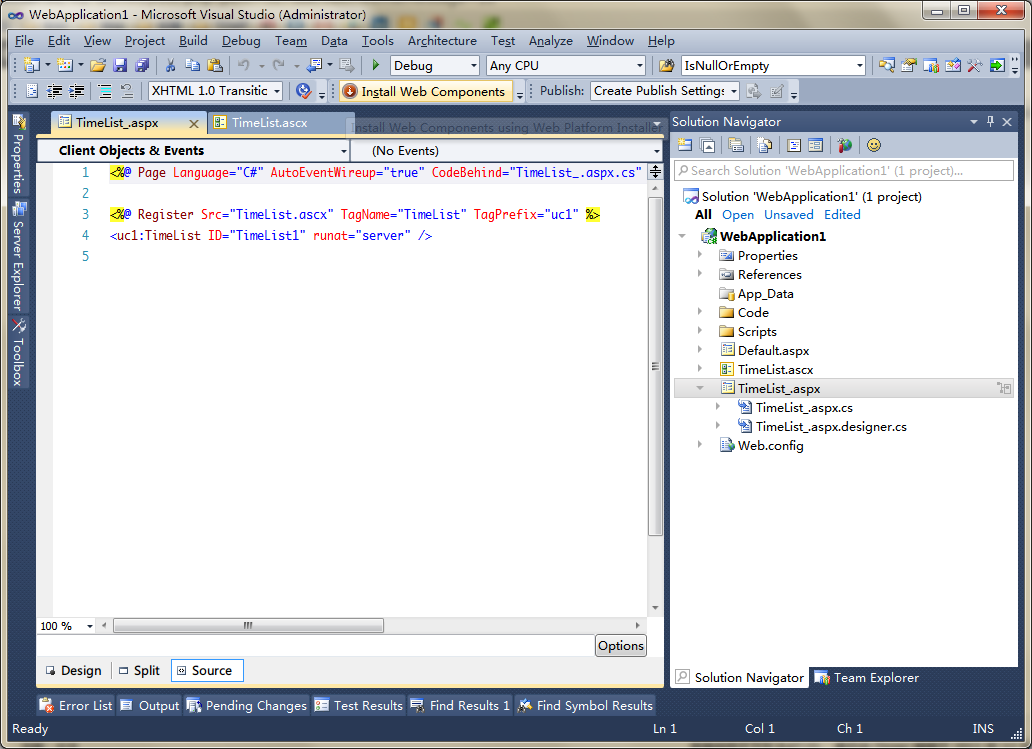 WebApplication1 - Microsoft Visual Studio (Administrator)
File Edit View Project Build Debug Team Data Tools Architecture Test Analyze Window Help
Debug Any CPU IsNullOrEmpty
XHTML 1.0 Transitic Install Web Components Publish: Create Publish Settings
TimeList_.aspx TimeList.ascx Install Web Components using Web Platform Installer
Client Objects & Events (No Events)
1 <%@ Page Language="C#" AutoEventWireup="true" CodeBehind="TimeList_.aspx.cs"
2
3 <%@ Register Src="TimeList.ascx" TagName="TimeList" TagPrefix="uc1" %>
4 <uc1:TimeList ID="TimeList1" runat="server" />
5
100 %
Options
Design Split Source
Properties
Server Explorer
Toolbox
Solution Navigator
Search Solution 'WebApplication1' (1 project)...
Solution 'WebApplication1' (1 project)
All Open Unsaved Edited
WebApplication1
Properties
References
App_Data
Code
Scripts
Default.aspx
TimeList.ascx
TimeList_.aspx
TimeList_.aspx.cs
TimeList_.aspx.designer.cs
Web.config
Solution Navigator Team Explorer
Error List Output Pending Changes Test Results Find Results 1 Find Symbol Results
Ready Ln 1 Col 1 Ch 1 INS